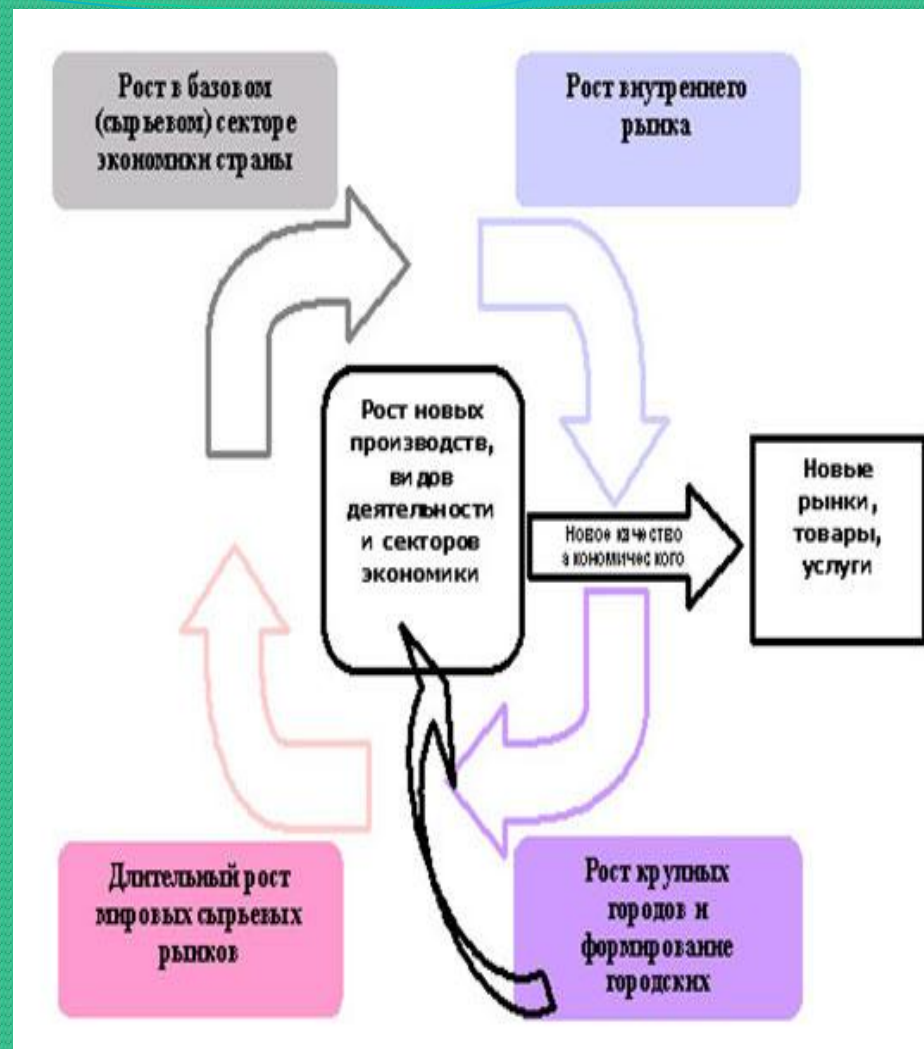 Рост в базовом
(сырьевом) секторе
экономики страны
Рост внутреннего
рынка
Рост новых
производств,
видов
деятельности
и секторов
экономики
Новое качество
экономического
Новые
рынки,
товары,
услуги
Длительный рост
мировых сырьевых
рынков
Рост крупных
городов и
формирование
городских